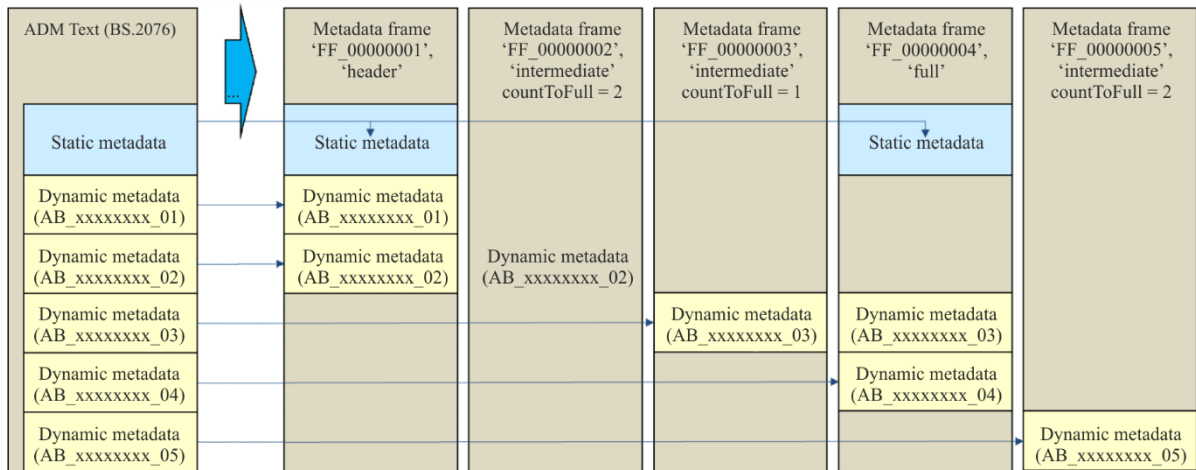 ADM Text (BS.2076)
...
Static metadata
Dynamic metadata
(AB_xxxxxxxx_01)
Dynamic metadata
(AB_xxxxxxxx_02)
Dynamic metadata
(AB_xxxxxxxx_03)
Dynamic metadata
(AB_xxxxxxxx_04)
Dynamic metadata
(AB_xxxxxxxx_05)
Metadata frame
‘FF_00000001’,
‘header’
Static metadata
Dynamic metadata
(AB_xxxxxxxx_01)
Dynamic metadata
(AB_xxxxxxxx_02)
Metadata frame
‘FF_00000002’,
‘intermediate’
countToFull = 2
Dynamic metadata
(AB_xxxxxxxx_02)
Metadata frame
‘FF_00000003’,
‘intermediate’
countToFull = 1
Dynamic metadata
(AB_xxxxxxxx_03)
Metadata frame
‘FF_00000004’,
‘full’
Static metadata
Dynamic metadata
(AB_xxxxxxxx_03)
Dynamic metadata
(AB_xxxxxxxx_04)
Metadata frame
‘FF_00000005’,
‘intermediate’
countToFull = 2
Dynamic metadata
(AB_xxxxxxxx_05)